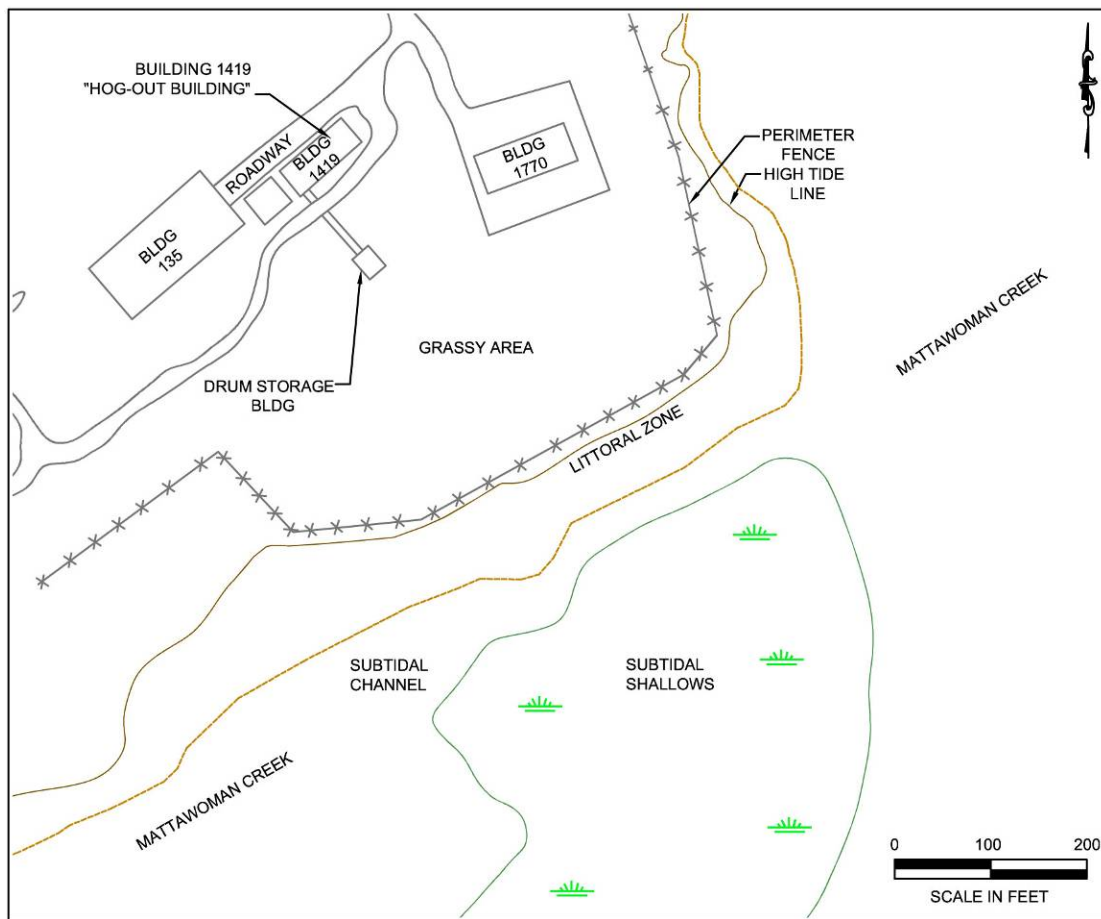 BUILDING 1419
"HOG-OUT BUILDING"
ROADWAY
BLDG
1419
BLDG
1770
PERIMETER
FENCE
HIGH TIDE
LINE
BLDG
135
MATTAWOMAN CREEK
GRASSY AREA
DRUM STORAGE
BLDG
LITTORAL ZONE
SUBTIDAL
CHANNEL
SUBTIDAL
SHALLOWS
MATTAWOMAN CREEK
0 100 200
SCALE IN FEET